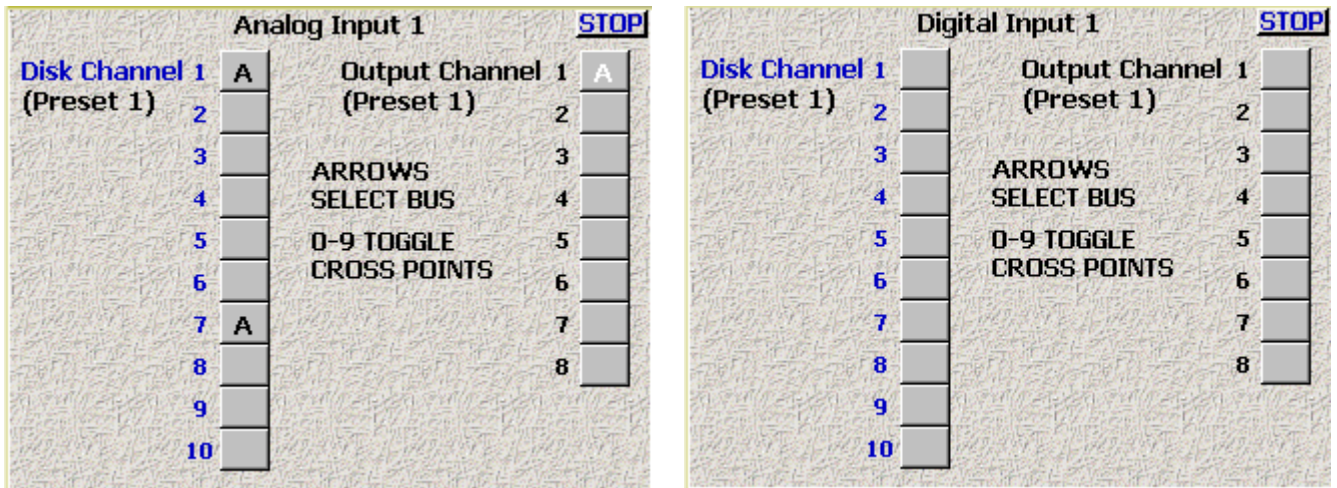 Analog Input 1 STOP
Disk Channel 1 A Output Channel 1 A
(Preset 1) 2 (Preset 1) 2
3 3
ARROWS
4 SELECT BUS 4
5 0-9 TOGGLE 5
6 CROSS POINTS 6
7 A 7
8 8
9
10
Digital Input 1 STOP
Disk Channel 1 Output Channel 1
(Preset 1) 2 (Preset 1) 2
3 3
ARROWS
4 SELECT BUS 4
5 0-9 TOGGLE 5
6 CROSS POINTS 6
7 7
8 8
9
10